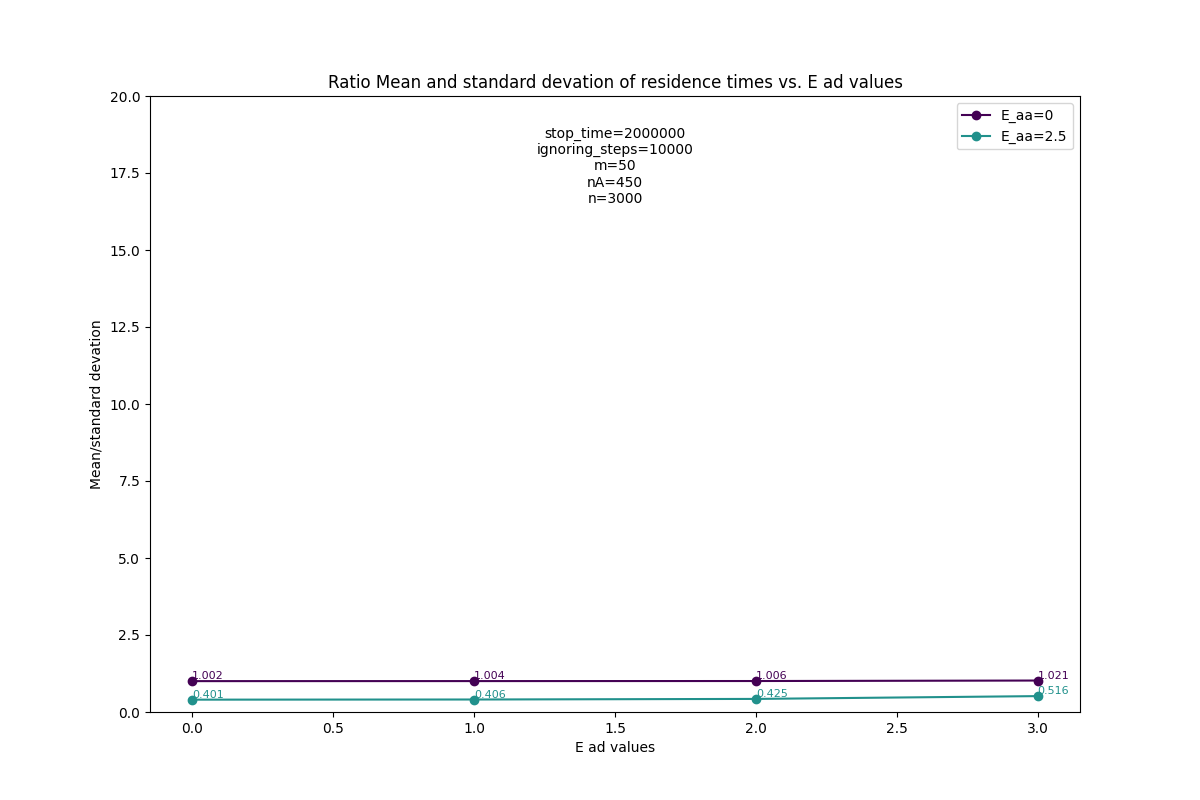 Ratio Mean and standard devation of residence times vs. E ad values
20.0
17.5
15.0
12.5
10.0
7.5
5.0
2.5
0.0
Mean/standard devation
stop_time=2000000
ignoring_steps=10000
m=50
nA=450
n=3000
E_aa=0
E_aa=2.5
1.002
1.004
1.006
1.021
0.401
0.406
0.425
0.516
0.0
0.5
1.0
1.5
2.0
2.5
3.0
E ad values